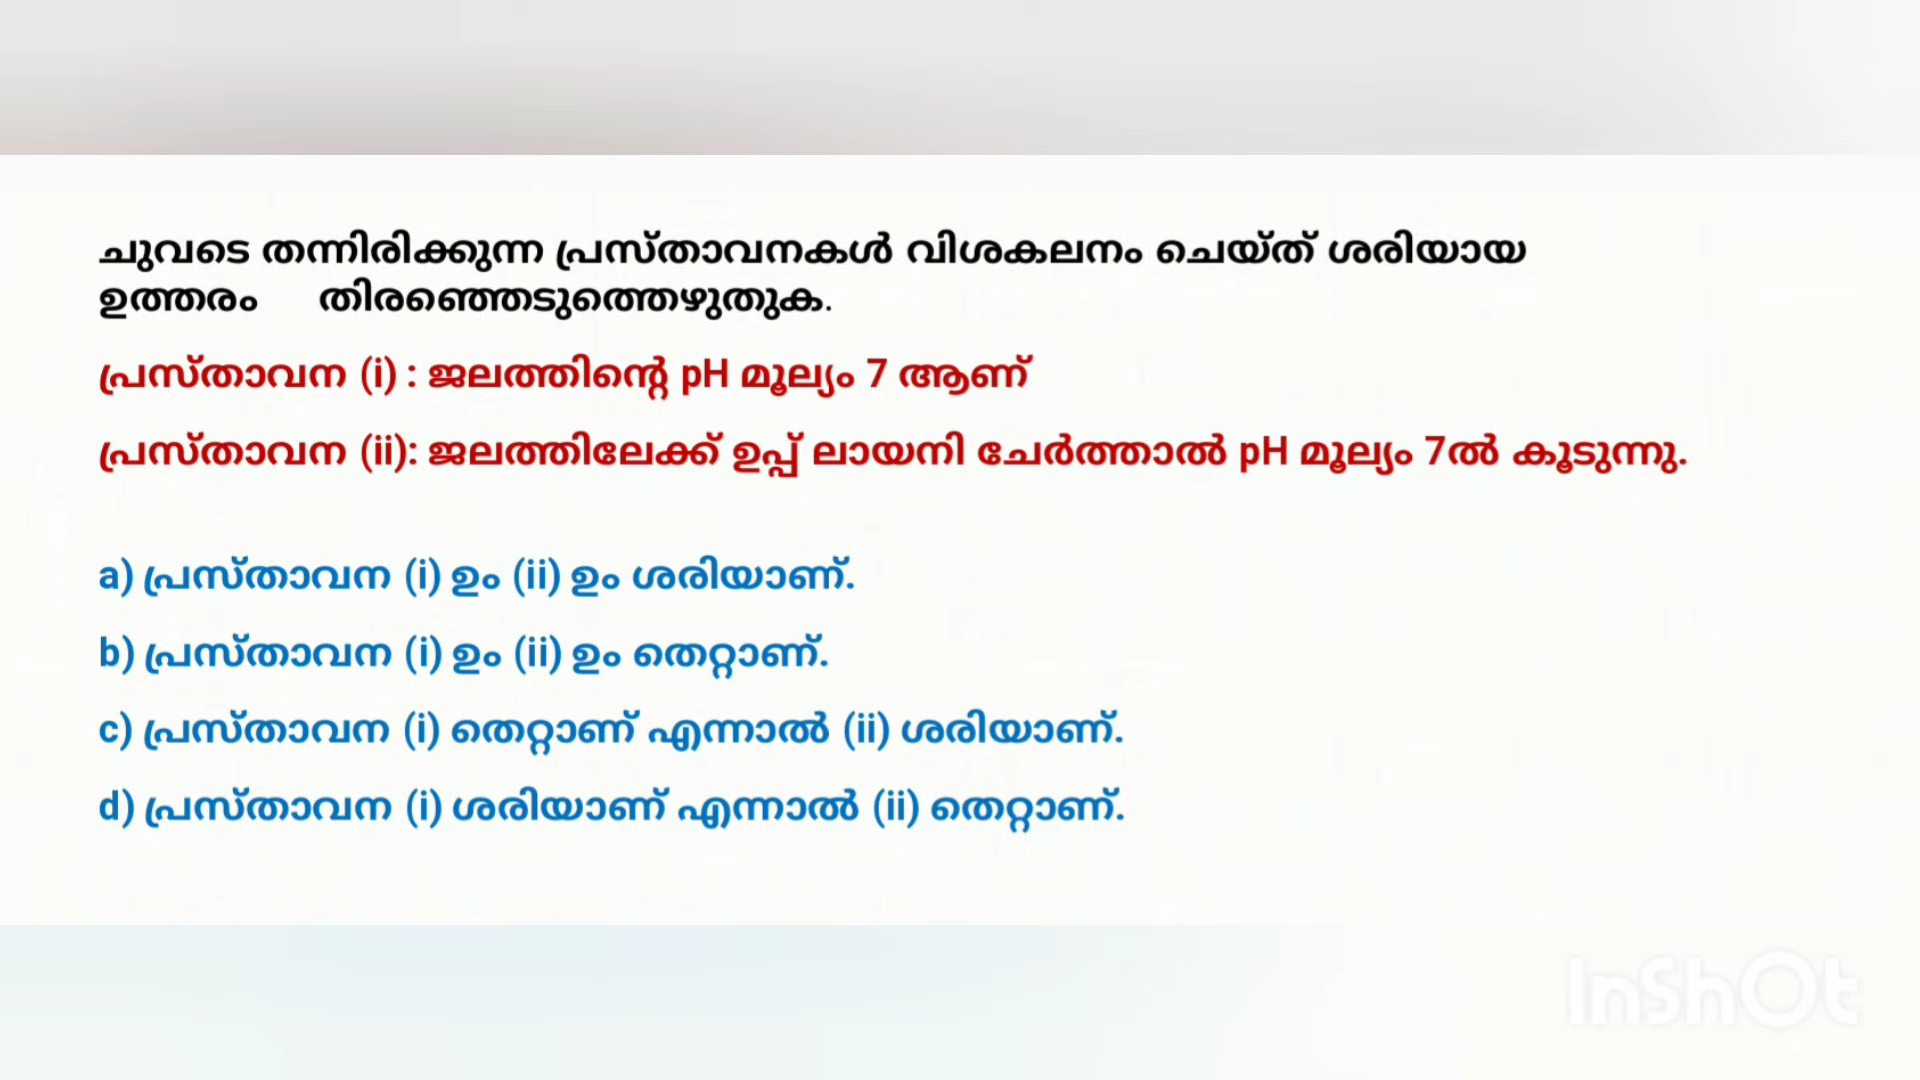 ചുവടെ തന്നിരിക്കുന്ന പ്രസ്താവനകൾ വിശകലനം ചെയ്ത് ശരിയായ
ഉത്തരം തിരഞ്ഞെടുത്തെഴുതുക.
പ്രസ്താവന (i) : ജലത്തിന്റെ pH മൂല്യം 7 ആണ്
പ്രസ്താവന (ii): ജലത്തിലേക്ക് ഉപ്പ് ലായനി ചേർത്താൽ pH മൂല്യം 7ൽ കൂടുന്നു.
a) പ്രസ്താവന (i) ഉം (ii) ഉം ശരിയാണ്.
b) പ്രസ്താവന (i) ഉം (ii) ഉം തെറ്റാണ്.
c) പ്രസ്താവന (i) തെറ്റാണ് എന്നാൽ (ii) ശരിയാണ്.
d) പ്രസ്താവന (i) ശരിയാണ് എന്നാൽ (ii) തെറ്റാണ്.
InShOt